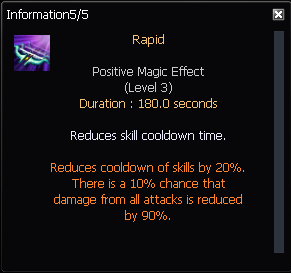 Information5/5
Rapid
Positive Magic Effect
(Level 3)
Duration : 180.0 seconds
Reduces skill cooldown time.
Reduces cooldown of skills by 20%.
There is a 10% chance that
damage from all attacks is reduced
by 90%.